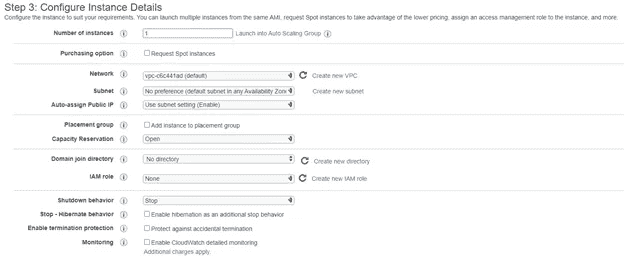 Step 3: Configure Instance Details
Configure the instance to suit your requirements. You can launch multiple instances from the same AMI, request Spot instances to take advantage of the lower pricing, assign an access management role to the instance, and more.
Number of instances 1 Launch into Auto Scaling Group
Purchasing option Request Spot instances
Network vpc-c6c441ad (default) Create new VPC
Subnet No preference (default subnet in any Availability Zon Create new subnet
Auto-assign Public IP Use subnet setting (Enable)
Placement group Add instance to placement group
Capacity Reservation Open
Domain join directory No directory Create new directory
IAM role None Create new IAM role
Shutdown behavior Stop
Stop - Hibernate behavior Enable hibernation as an additional stop behavior
Enable termination protection Protect against accidental termination
Monitoring Enable CloudWatch detailed monitoring
Additional charges apply.